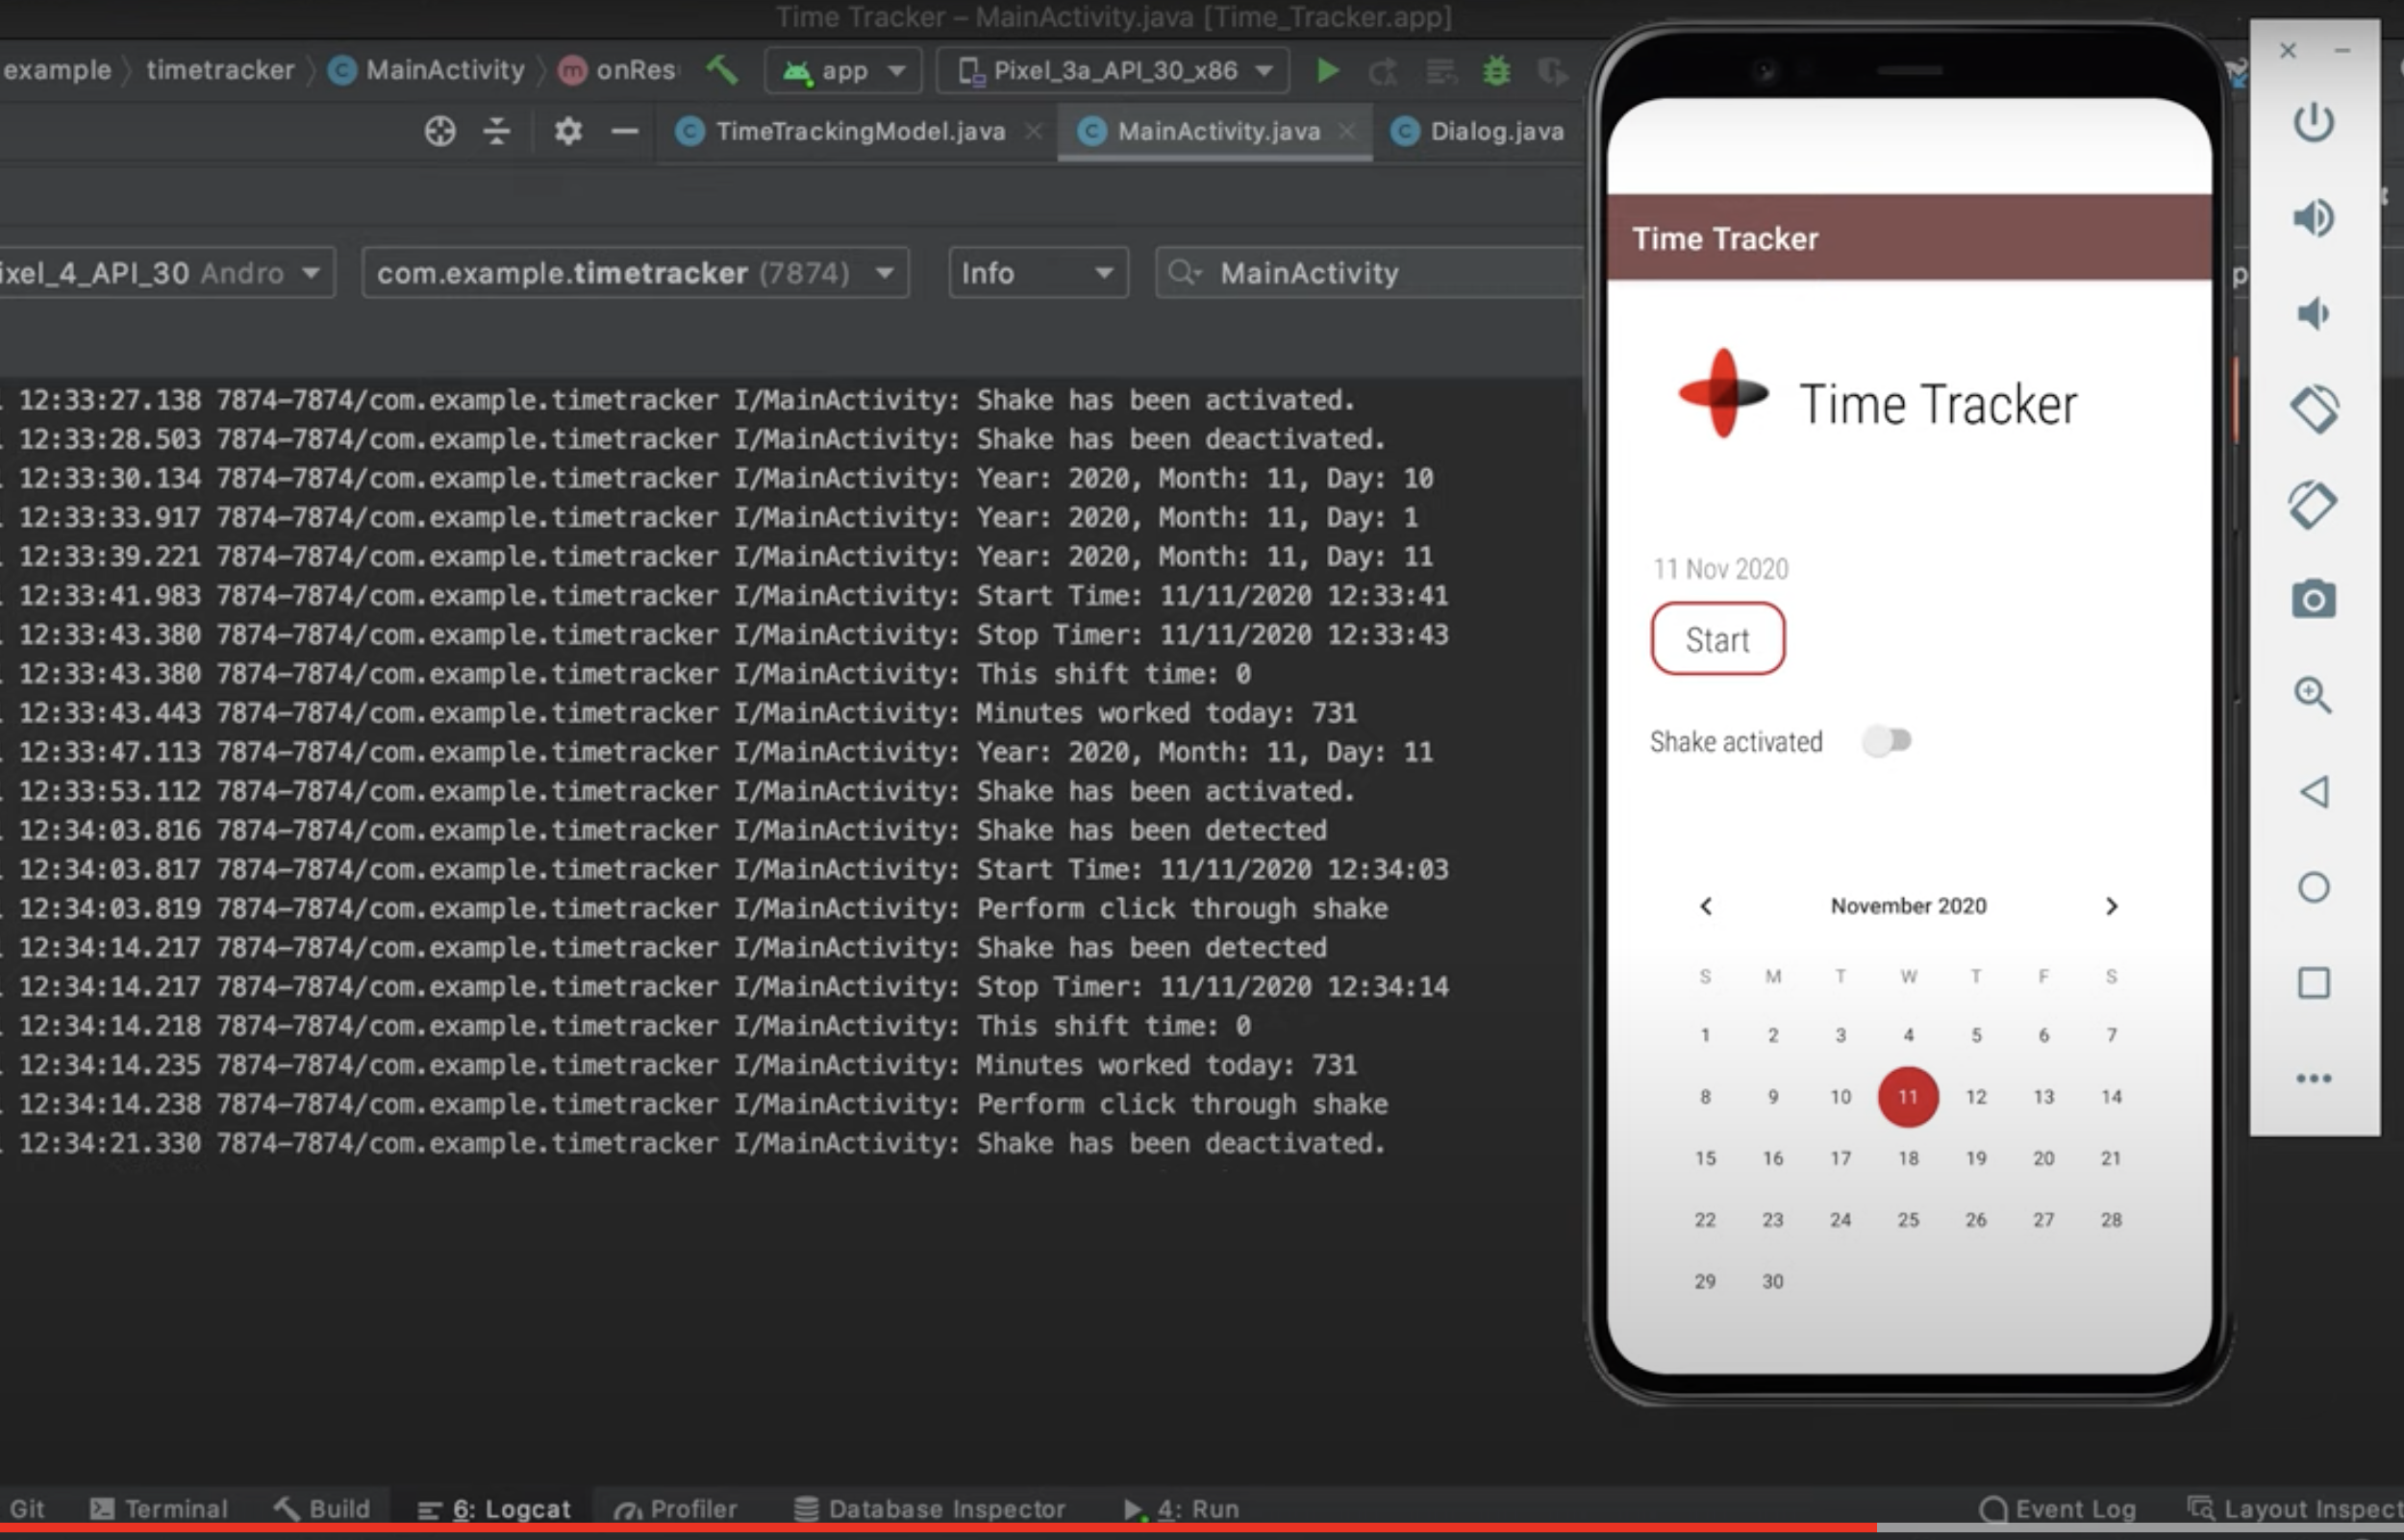 Time Tracker – MainActivity.java [Time_Tracker.app]
example
timetracker
C MainActivity
m onRes
app
Pixel_3a_API_30_x86
C TimeTrackingModel.java
C MainActivity.java
C Dialog.java
ixel_4_API_30 Andro
com.example.timetracker (7874)
Info
MainActivity
12:33:27.138 7874-7874/com.example.timetracker I/MainActivity: Shake has been activated.
12:33:28.503 7874-7874/com.example.timetracker I/MainActivity: Shake has been deactivated.
12:33:30.134 7874-7874/com.example.timetracker I/MainActivity: Year: 2020, Month: 11, Day: 10
12:33:33.917 7874-7874/com.example.timetracker I/MainActivity: Year: 2020, Month: 11, Day: 1
12:33:39.221 7874-7874/com.example.timetracker I/MainActivity: Year: 2020, Month: 11, Day: 11
12:33:41.983 7874-7874/com.example.timetracker I/MainActivity: Start Time: 11/11/2020 12:33:41
12:33:43.380 7874-7874/com.example.timetracker I/MainActivity: Stop Timer: 11/11/2020 12:33:43
12:33:43.380 7874-7874/com.example.timetracker I/MainActivity: This shift time: 0
12:33:43.443 7874-7874/com.example.timetracker I/MainActivity: Minutes worked today: 731
12:33:47.113 7874-7874/com.example.timetracker I/MainActivity: Year: 2020, Month: 11, Day: 11
12:33:53.112 7874-7874/com.example.timetracker I/MainActivity: Shake has been activated.
12:34:03.816 7874-7874/com.example.timetracker I/MainActivity: Shake has been detected
12:34:03.817 7874-7874/com.example.timetracker I/MainActivity: Start Time: 11/11/2020 12:34:03
12:34:03.819 7874-7874/com.example.timetracker I/MainActivity: Perform click through shake
12:34:14.217 7874-7874/com.example.timetracker I/MainActivity: Shake has been detected
12:34:14.217 7874-7874/com.example.timetracker I/MainActivity: Stop Timer: 11/11/2020 12:34:14
12:34:14.218 7874-7874/com.example.timetracker I/MainActivity: This shift time: 0
12:34:14.235 7874-7874/com.example.timetracker I/MainActivity: Minutes worked today: 731
12:34:14.238 7874-7874/com.example.timetracker I/MainActivity: Perform click through shake
12:34:21.330 7874-7874/com.example.timetracker I/MainActivity: Shake has been deactivated.
Time Tracker
Time Tracker
11 Nov 2020
Start
Shake activated
November 2020
S M T W T F S
1 2 3 4 5 6 7
8 9 10 11 12 13 14
15 16 17 18 19 20 21
22 23 24 25 26 27 28
29 30
Git
Terminal
Build
6: Logcat
Profiler
Database Inspector
4: Run
Event Log
Layout Inspect